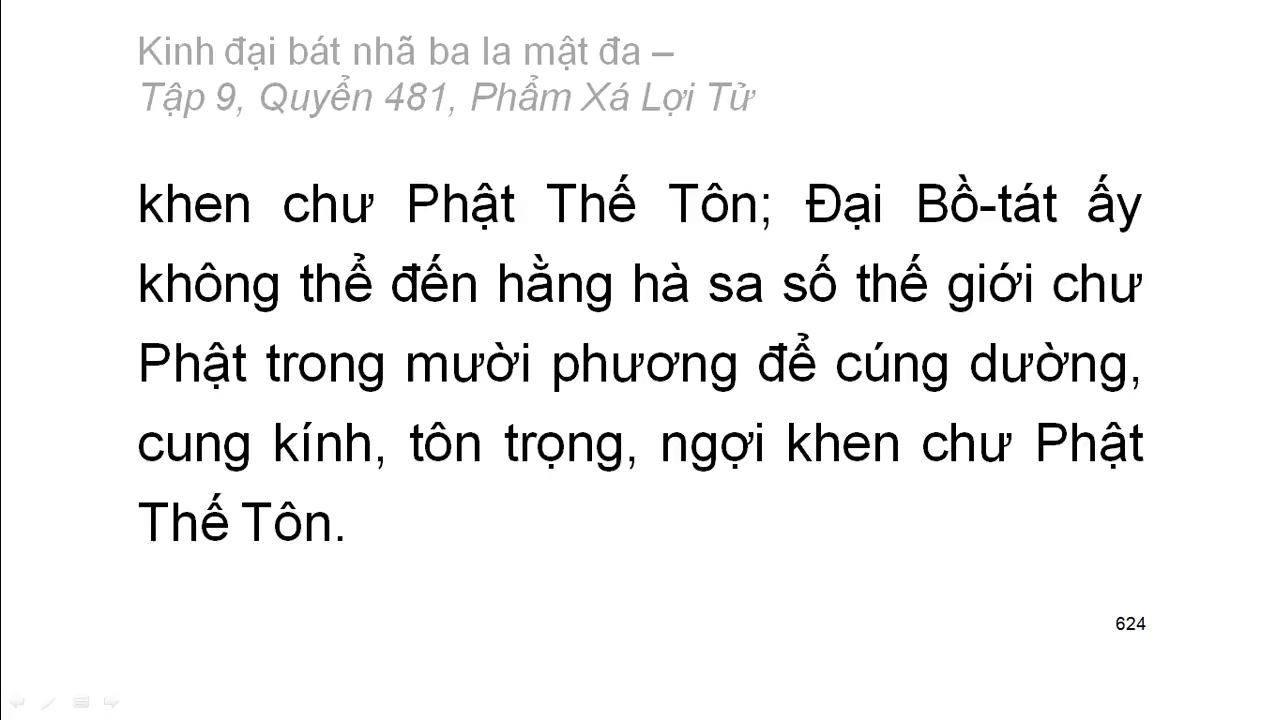 Kinh đại bát nhã ba la mật đa –
Tập 9, Quyển 481, Phẩm Xá Lợi Tử
khen chư Phật Thế Tôn; Đại Bồ-tát ấy
không thể đến hằng hà sa số thế giới chư
Phật trong mười phương để cúng dường,
cung kính, tôn trọng, ngợi khen chư Phật
Thế Tôn.
624